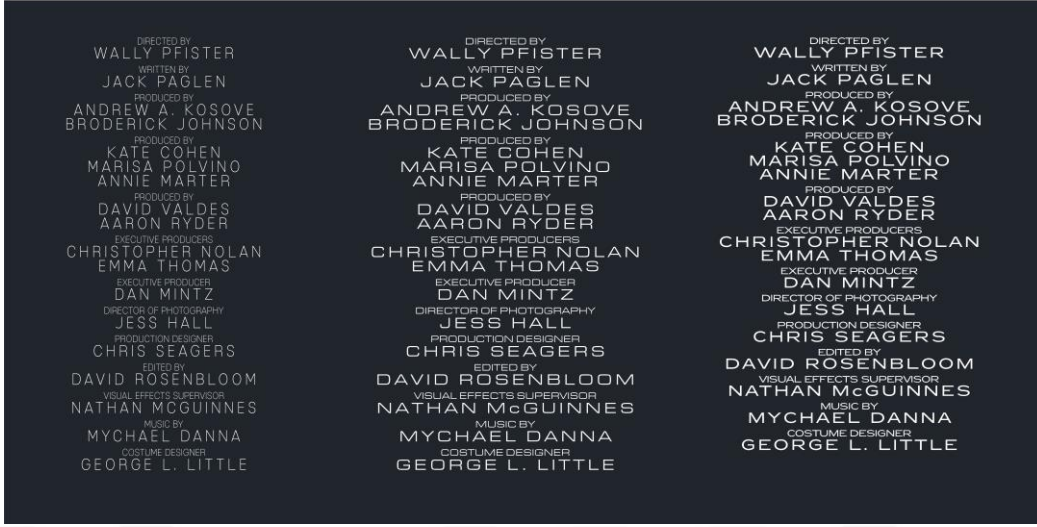 DIRECTED BY
WALLY PFISTER
WRITTEN BY
JACK PAGLEN
PRODUCED BY
ANDREW A. KOSOVE
BRODERICK JOHNSON
PRODUCED BY
KATE COHEN
MARISA POLVINO
ANNIE MARTER
PRODUCED BY
DAVID VALDES
AARON RYDER
EXECUTIVE PRODUCERS
CHRISTOPHER NOLAN
EMMA THOMAS
EXECUTIVE PRODUCER
DAN MINTZ
DIRECTOR OF PHOTOGRAPHY
JESS HALL
PRODUCTION DESIGNER
CHRIS SEAGERS
EDITED BY
DAVID ROSENBLOOM
VISUAL EFFECTS SUPERVISOR
NATHAN MCGUINNES
MUSIC BY
MYCHAEL DANNA
COSTUME DESIGNER
GEORGE L. LITTLE
DIRECTED BY
WALLY PFISTER
WRITTEN BY
JACK PAGLEN
PRODUCED BY
ANDREW A. KOSOVE
BRODERICK JOHNSON
PRODUCED BY
KATE COHEN
MARISA POLVINO
ANNIE MARTER
PRODUCED BY
DAVID VALDES
AARON RYDER
EXECUTIVE PRODUCERS
CHRISTOPHER NOLAN
EMMA THOMAS
EXECUTIVE PRODUCER
DAN MINTZ
DIRECTOR OF PHOTOGRAPHY
JESS HALL
PRODUCTION DESIGNER
CHRIS SEAGERS
EDITED BY
DAVID ROSENBLOOM
VISUAL EFFECTS SUPERVISOR
NATHAN McGUINNES
MUSIC BY
MYCHAEL DANNA
COSTUME DESIGNER
GEORGE L. LITTLE
DIRECTED BY
WALLY PFISTER
WRITTEN BY
JACK PAGLEN
PRODUCED BY
ANDREW A. KOSOVE
BRODERICK JOHNSON
PRODUCED BY
KATE COHEN
MARISA POLVINO
ANNIE MARTER
PRODUCED BY
DAVID VALDES
AARON RYDER
EXECUTIVE PRODUCERS
CHRISTOPHER NOLAN
EMMA THOMAS
EXECUTIVE PRODUCER
DAN MINTZ
DIRECTOR OF PHOTOGRAPHY
JESS HALL
PRODUCTION DESIGNER
CHRIS SEAGERS
EDITED BY
DAVID ROSENBLOOM
VISUAL EFFECTS SUPERVISOR
NATHAN McGUINNES
MUSIC BY
MYCHAEL DANNA
COSTUME DESIGNER
GEORGE L. LITTLE